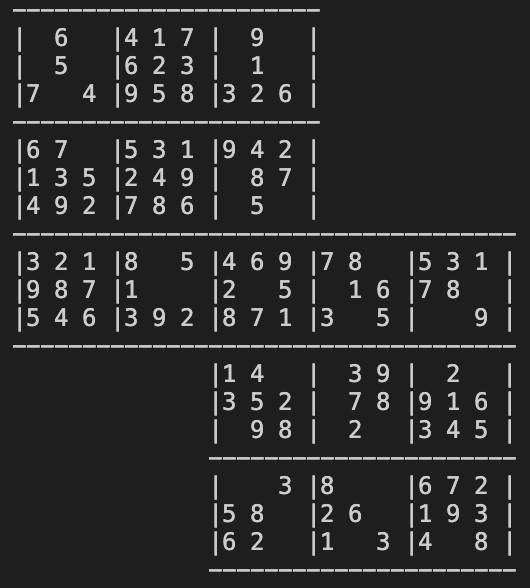 -----------------------
|  6   |4 1 7 |  9   |
|  5   |6 2 3 |  1   |
|7   4 |9 5 8 |3 2 6 |
-----------------------
|6 7   |5 3 1 |9 4 2 |
|1 3 5 |2 4 9 |  8 7 |
|4 9 2 |7 8 6 |  5   |
-------------------------------------
|3 2 1 |8   5 |4 6 9 |7 8   |5 3 1 |
|9 8 7 |1     |2   5 |  1 6 |7 8   |
|5 4 6 |3 9 2 |8 7 1 |3   5 |    9 |
-------------------------------------
              |1 4   |  3 9 |  2   |
              |3 5 2 |  7 8 |9 1 6 |
              |  9 8 |  2   |3 4 5 |
              -----------------------
              |    3 |8     |6 7 2 |
              |5 8   |2 6   |1 9 3 |
              |6 2   |1   3 |4   8 |
              -----------------------